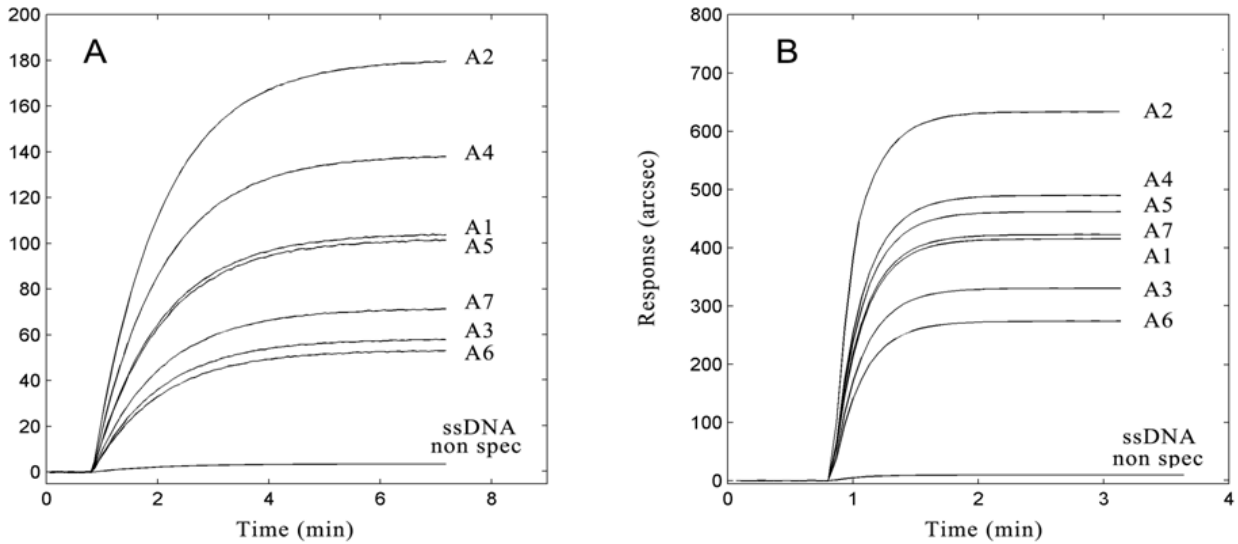 A
200
180
160
140
120
100
80
60
40
20
0
A2
A4
A1
A5
A7
A3
A6
ssDNA
non spec
0 2 4 6 8
Time (min)
B
Response (arcsec)
800
700
600
500
400
300
200
100
0
A2
A4
A5
A7
A1
A3
A6
ssDNA
non spec
0 1 2 3 4
Time (min)